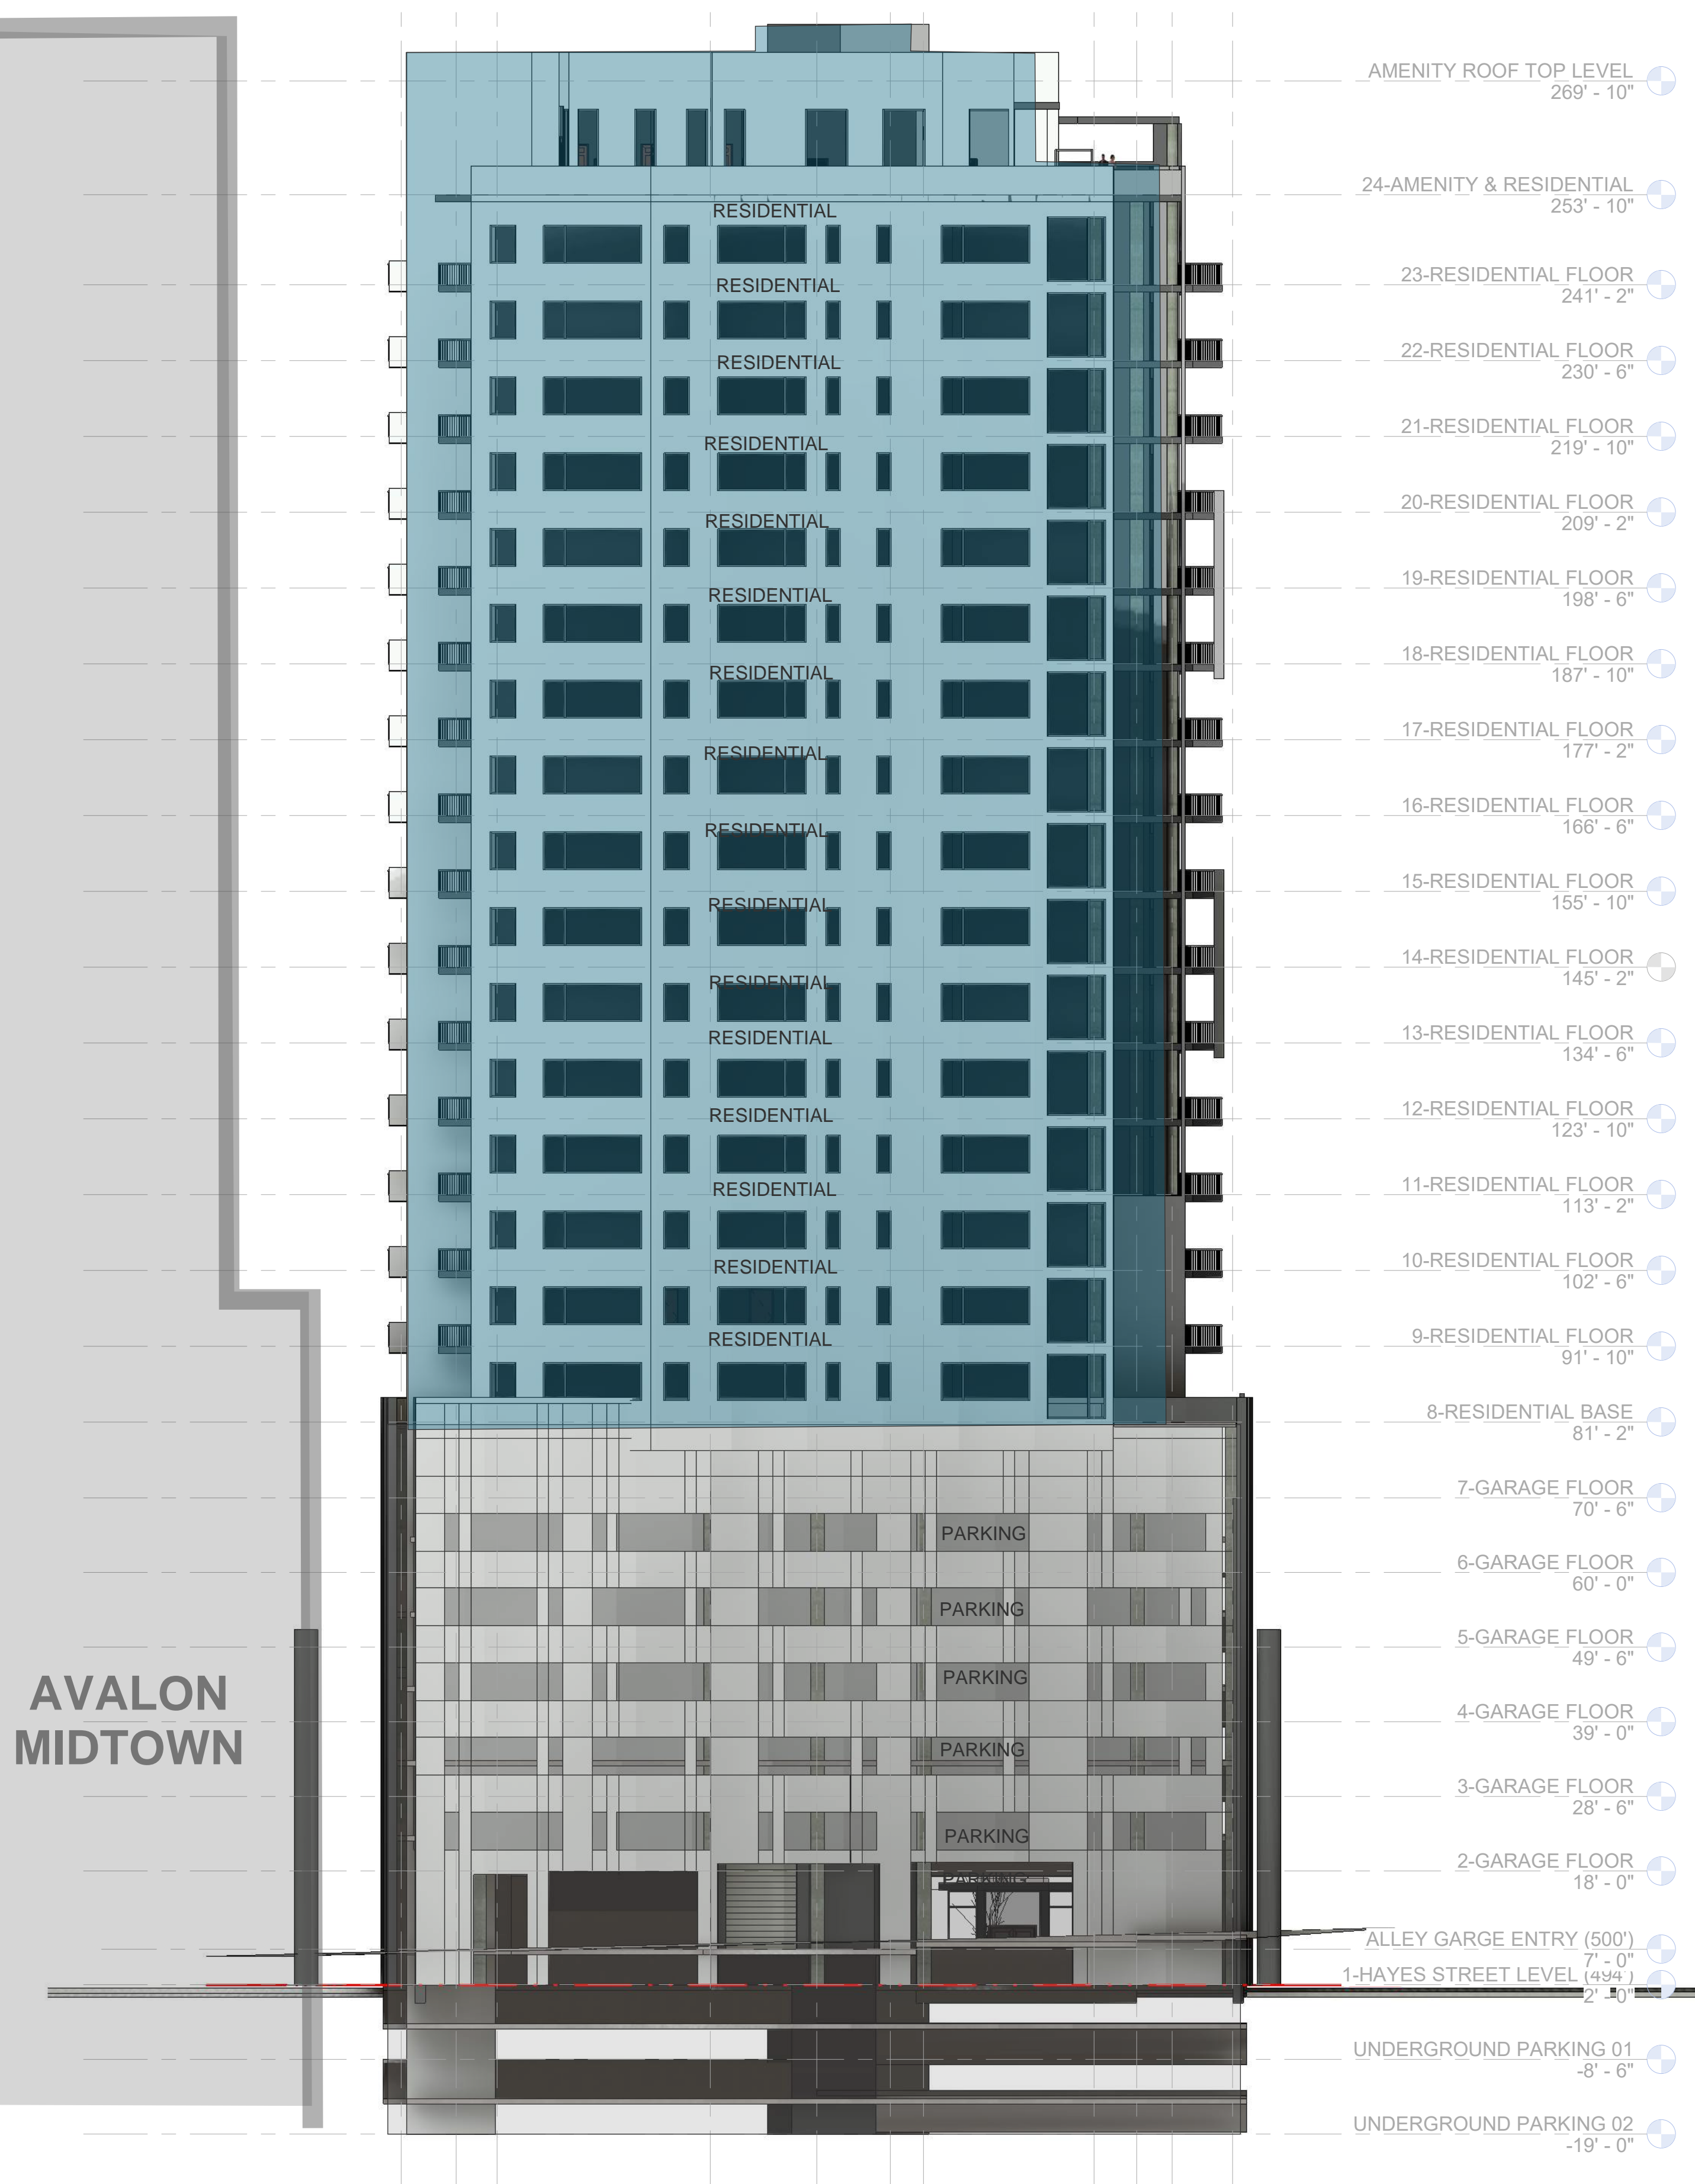 AMENITY ROOF TOP LEVEL
269' - 10"
24-AMENITY & RESIDENTIAL
253' - 10"
RESIDENTIAL
23-RESIDENTIAL FLOOR
241' - 2"
RESIDENTIAL
22-RESIDENTIAL FLOOR
230' - 6"
RESIDENTIAL
21-RESIDENTIAL FLOOR
219' - 10"
RESIDENTIAL
20-RESIDENTIAL FLOOR
209' - 2"
RESIDENTIAL
19-RESIDENTIAL FLOOR
198' - 6"
RESIDENTIAL
18-RESIDENTIAL FLOOR
187' - 10"
RESIDENTIAL
17-RESIDENTIAL FLOOR
177' - 2"
RESIDENTIAL
16-RESIDENTIAL FLOOR
166' - 6"
RESIDENTIAL
15-RESIDENTIAL FLOOR
155' - 10"
RESIDENTIAL
14-RESIDENTIAL FLOOR
145' - 2"
RESIDENTIAL
13-RESIDENTIAL FLOOR
134' - 6"
RESIDENTIAL
12-RESIDENTIAL FLOOR
123' - 10"
RESIDENTIAL
11-RESIDENTIAL FLOOR
113' - 2"
RESIDENTIAL
10-RESIDENTIAL FLOOR
102' - 6"
RESIDENTIAL
9-RESIDENTIAL FLOOR
91' - 10"
RESIDENTIAL
8-RESIDENTIAL BASE
81' - 2"
7-GARAGE FLOOR
70' - 6"
PARKING
6-GARAGE FLOOR
60' - 0"
PARKING
5-GARAGE FLOOR
49' - 6"
PARKING
AVALON
MIDTOWN
4-GARAGE FLOOR
39' - 0"
PARKING
3-GARAGE FLOOR
28' - 6"
PARKING
2-GARAGE FLOOR
18' - 0"
PARKING
ALLEY GARGE ENTRY (500')
7' - 0"
1-HAYES STREET LEVEL (494')
2' - 0"
UNDERGROUND PARKING 01
-8' - 6"
UNDERGROUND PARKING 02
-19' - 0"